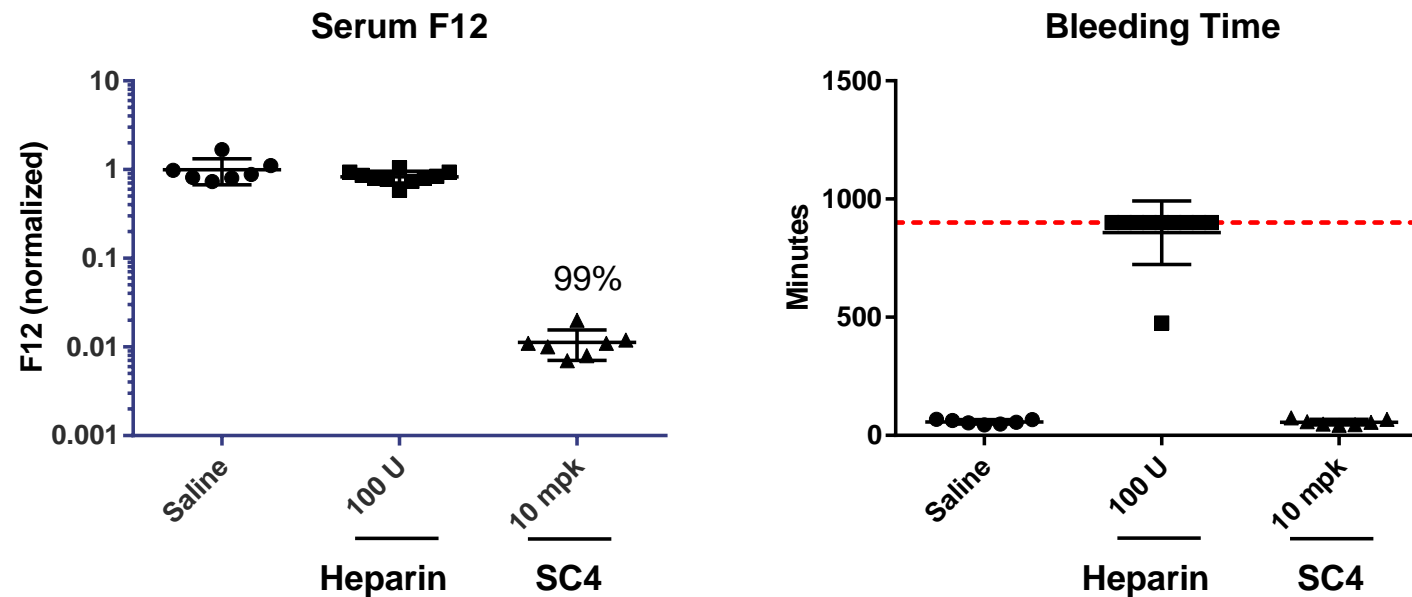 Serum F12
F12 (normalized)
10
1
0.1
0.01
0.001
99%
Saline
100 U
10 mpk
Heparin
SC4
Bleeding Time
Minutes
1500
1000
500
0
Saline
100 U
10 mpk
Heparin
SC4